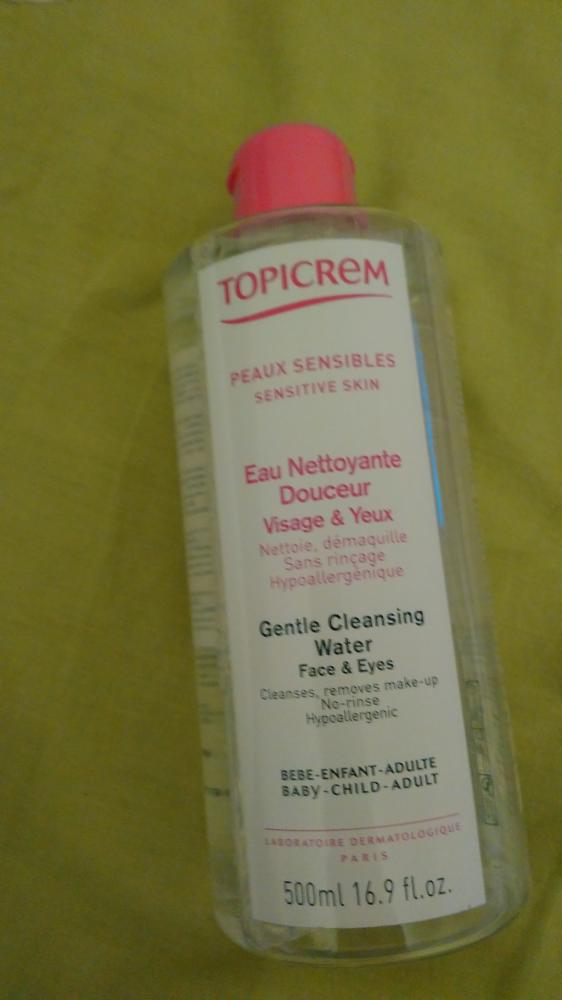 TOPICREM
PEAUX SENSIBLES
SENSITIVE SKIN
Eau Nettoyante
Douceur
Visage & Yeux
Nettoie, démaquille
Sans rinçage
Hypoallergénique
Gentle Cleansing
Water
Face & Eyes
Cleanses, removes make-up
No-rinse
Hypoallergenic
BEBE-ENFANT-ADULTE
BABY-CHILD-ADULT
LABORATOIRE DERMATOLOGIQUE
PARIS
500ml 16.9 fl.oz.